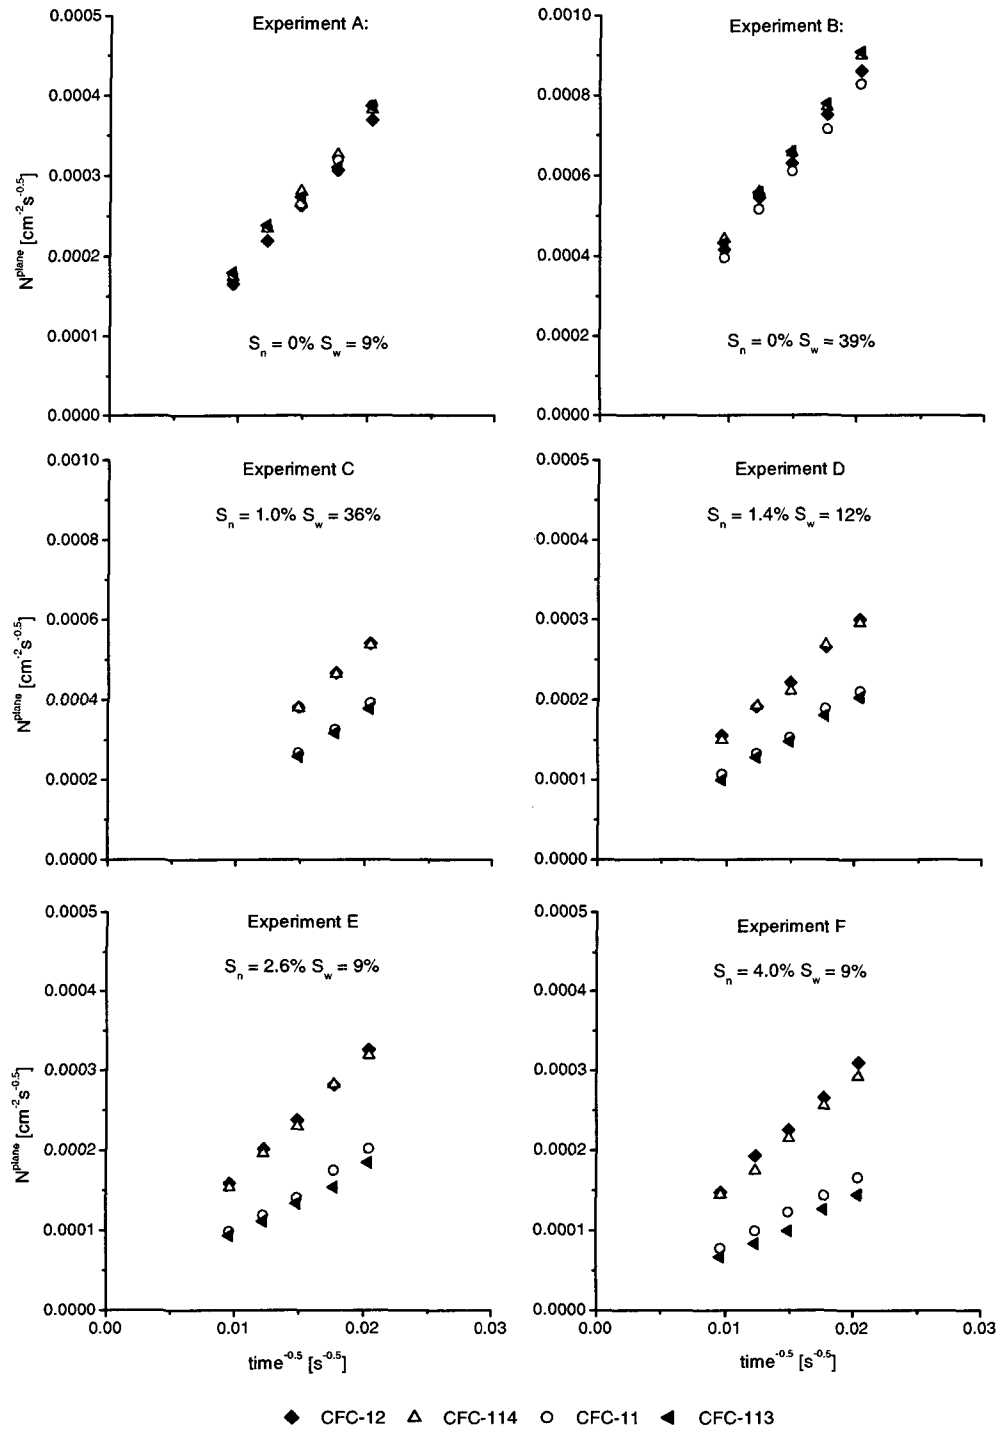 Experiment A:
Experiment B:
0.0005
0.0004
0.0003
0.0002
0.0001
0.0000
N^plane [cm^-2s^-0.5]
S_n = 0% S_w = 9%
0.0010
0.0008
0.0006
0.0004
0.0002
0.0000
S_n = 0% S_w = 39%
Experiment C
S_n = 1.0% S_w = 36%
0.0010
0.0008
0.0006
0.0004
0.0002
0.0000
N^plane [cm^-2s^-0.5]
Experiment D
S_n = 1.4% S_w = 12%
0.0005
0.0004
0.0003
0.0002
0.0001
0.0000
Experiment E
S_n = 2.6% S_w = 9%
0.0005
0.0004
0.0003
0.0002
0.0001
0.0000
N^plane [cm^-2s^-0.5]
0.00 0.01 0.02 0.03
time^-0.5 [s^-0.5]
Experiment F
S_n = 4.0% S_w = 9%
0.0005
0.0004
0.0003
0.0002
0.0001
0.0000
0.00 0.01 0.02 0.03
time^-0.5 [s^-0.5]
CFC-12 CFC-114 CFC-11 CFC-113